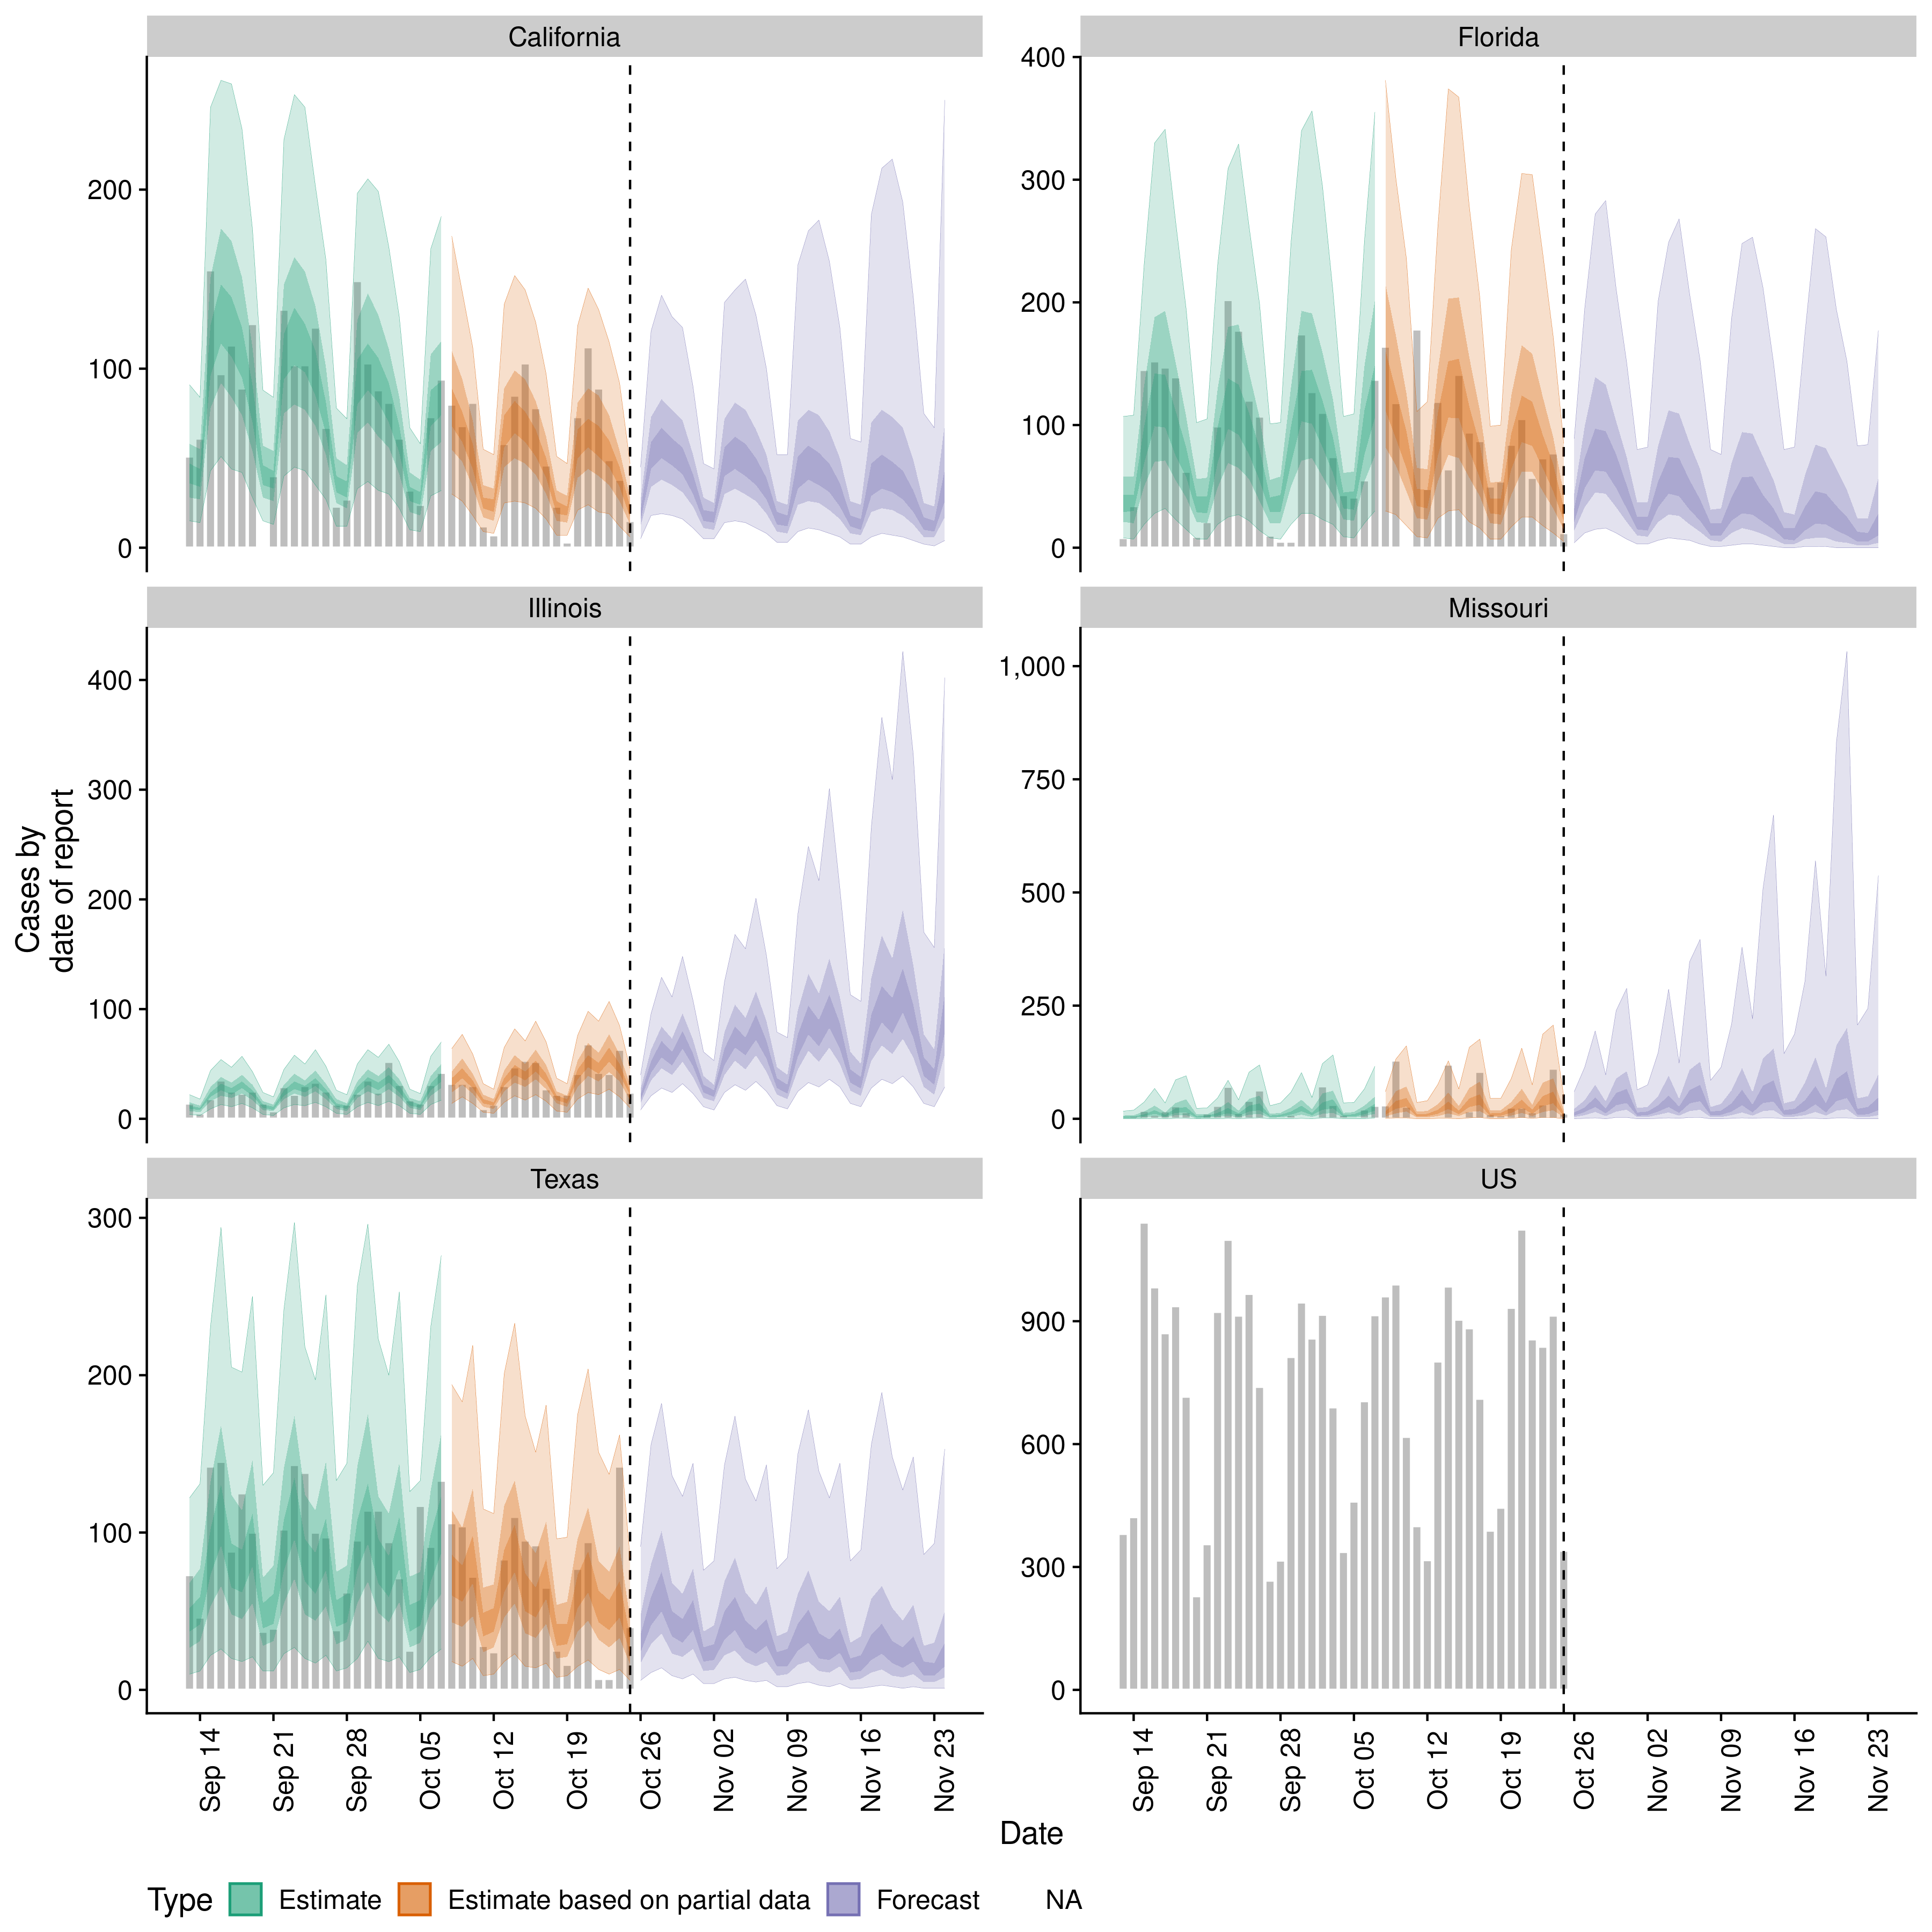 California
Florida
200
100
0
400
300
200
100
0
Illinois
Missouri
400
300
200
100
0
1,000
750
500
250
0
Cases by
date of report
Texas
US
300
200
100
0
900
600
300
0
Sep 14
Sep 21
Sep 28
Oct 05
Oct 12
Oct 19
Oct 26
Nov 02
Nov 09
Nov 16
Nov 23
Sep 14
Sep 21
Sep 28
Oct 05
Oct 12
Oct 19
Oct 26
Nov 02
Nov 09
Nov 16
Nov 23
Date
Type Estimate Estimate based on partial data Forecast NA